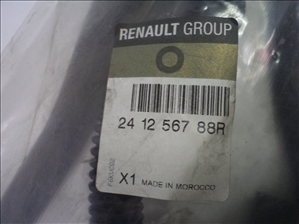 RENAULT GROUP
24 12 567 88R
X1 MADE IN MOROCCO